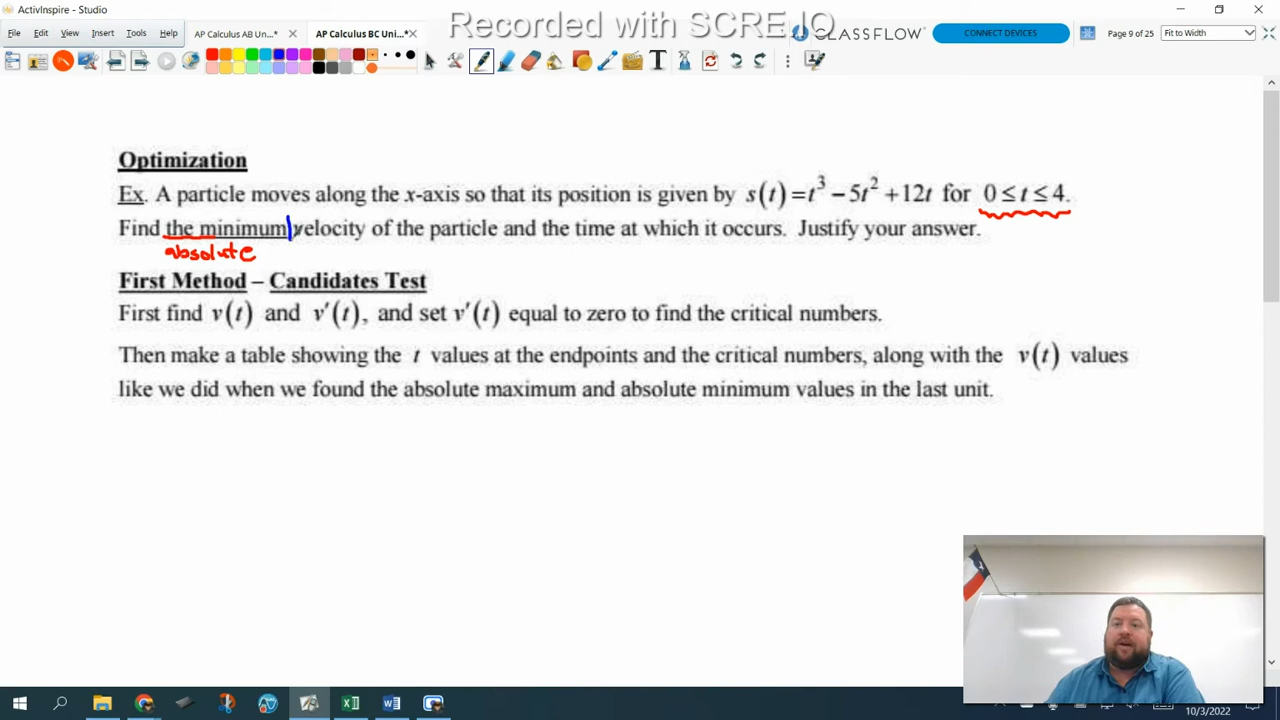 ActivInspire - Studio
Recorded with SCRE.IO
File Edit View Insert Tools Help
AP Calculus AB Un...* ×
AP Calculus BC Uni...*×
CLASSFLOW
CONNECT DEVICES
Page 9 of 25
Fit to Width
Optimization
Ex. A particle moves along the x-axis so that its position is given by s(t)=t³−5t²+12t for 0≤t≤4.
Find the minimum velocity of the particle and the time at which it occurs. Justify your answer.
absolute
First Method – Candidates Test
First find v(t) and v′(t), and set v′(t) equal to zero to find the critical numbers.
Then make a table showing the t values at the endpoints and the critical numbers, along with the v(t) values
like we did when we found the absolute maximum and absolute minimum values in the last unit.
10/3/2022